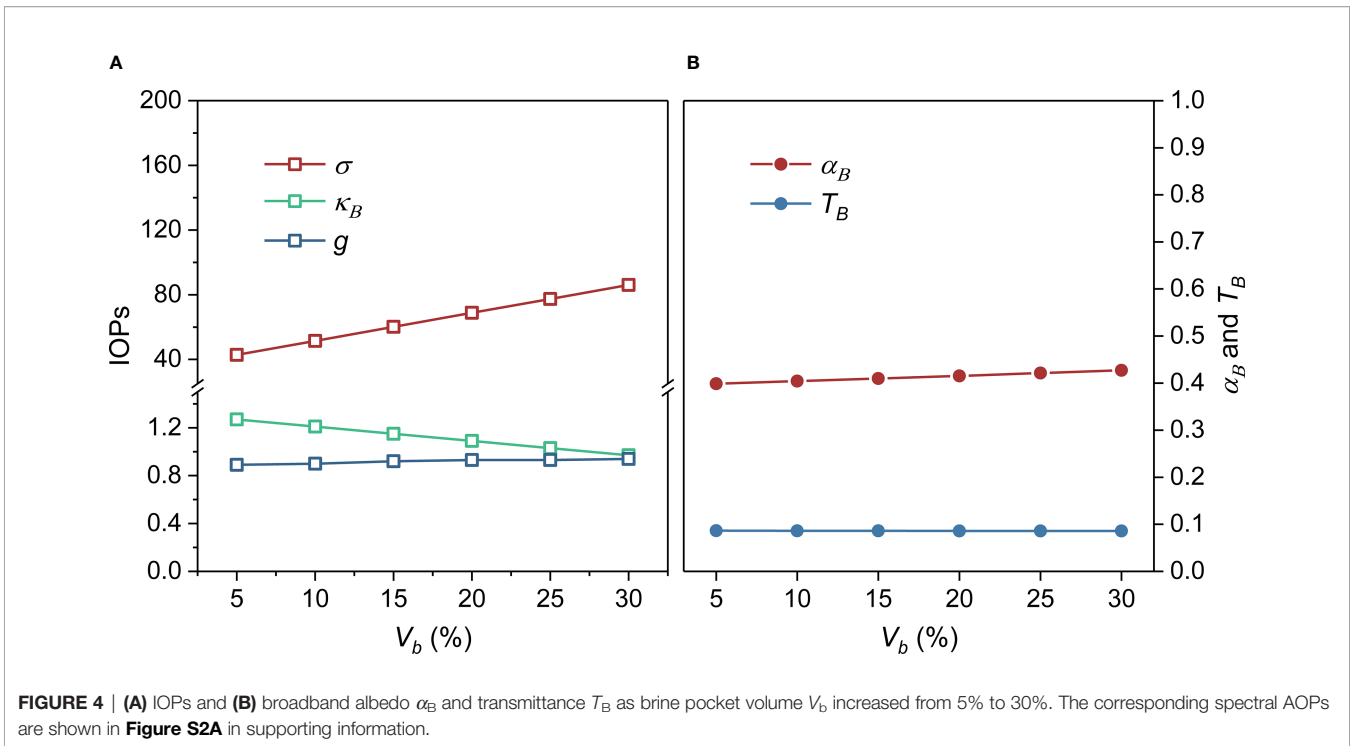 A
B
200
160
120
80
40
1.2
0.8
0.4
0.0
IOPs
σ
κB
g
5 10 15 20 25 30
Vb (%)
αB
TB
1.0
0.9
0.8
0.7
0.6
0.5
0.4
0.3
0.2
0.1
0.0
αB and TB
5 10 15 20 25 30
Vb (%)
FIGURE 4 | (A) IOPs and (B) broadband albedo αB and transmittance TB as brine pocket volume Vb increased from 5% to 30%. The corresponding spectral AOPs
are shown in Figure S2A in supporting information.